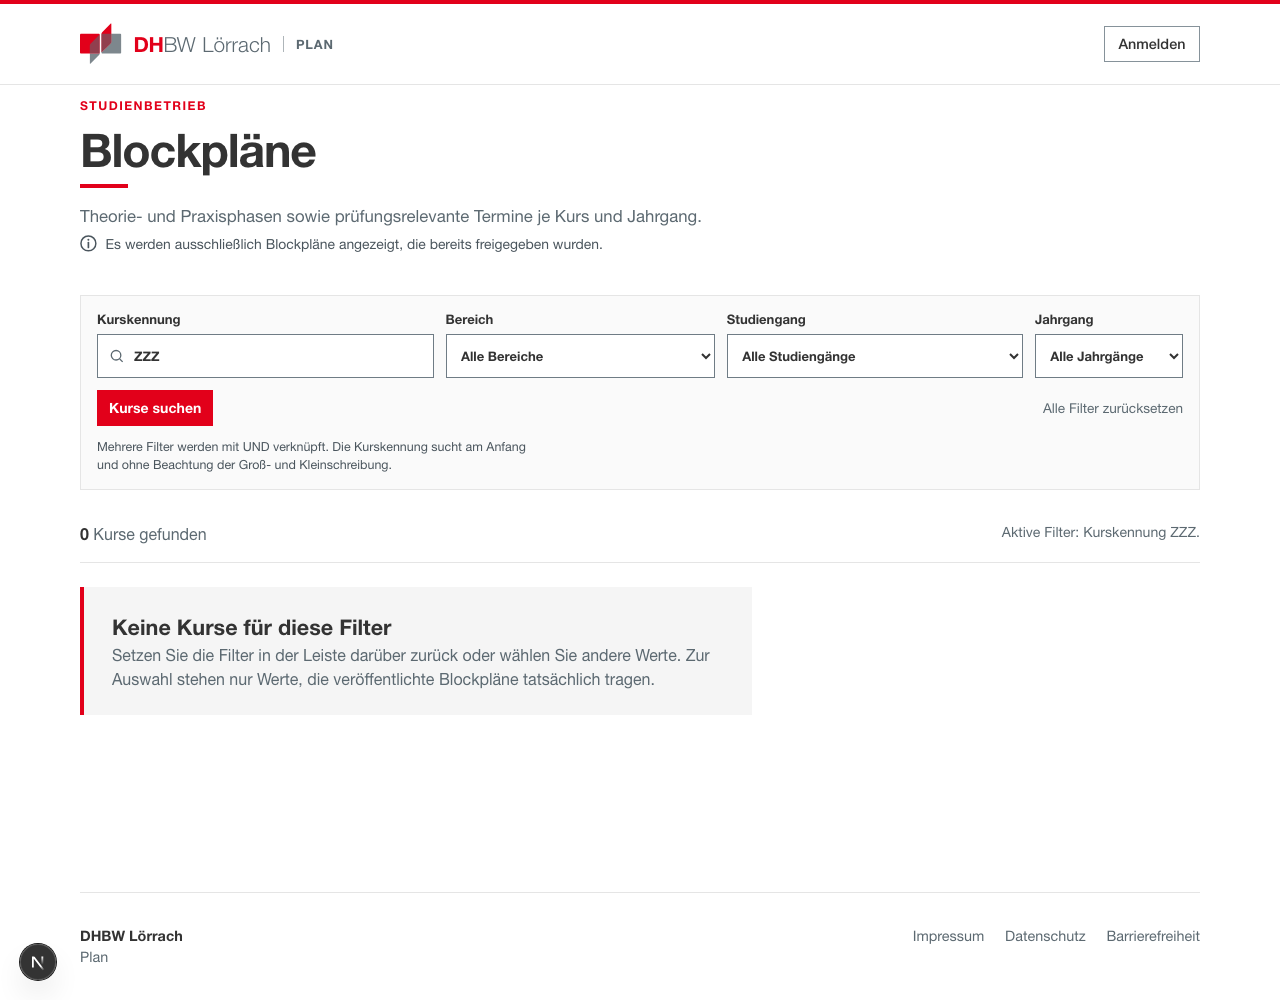 DHBW Lörrach PLAN
Anmelden
STUDIENBETRIEB
Blockpläne
Theorie- und Praxisphasen sowie prüfungsrelevante Termine je Kurs und Jahrgang.
Es werden ausschließlich Blockpläne angezeigt, die bereits freigegeben wurden.
Kurskennung Bereich Studiengang Jahrgang
ZZZ Alle Bereiche Alle Studiengänge Alle Jahrgänge
Kurse suchen Alle Filter zurücksetzen
Mehrere Filter werden mit UND verknüpft. Die Kurskennung sucht am Anfang
und ohne Beachtung der Groß- und Kleinschreibung.
0 Kurse gefunden Aktive Filter: Kurskennung ZZZ.
Keine Kurse für diese Filter
Setzen Sie die Filter in der Leiste darüber zurück oder wählen Sie andere Werte. Zur
Auswahl stehen nur Werte, die veröffentlichte Blockpläne tatsächlich tragen.
DHBW Lörrach
Plan
Impressum Datenschutz Barrierefreiheit
N